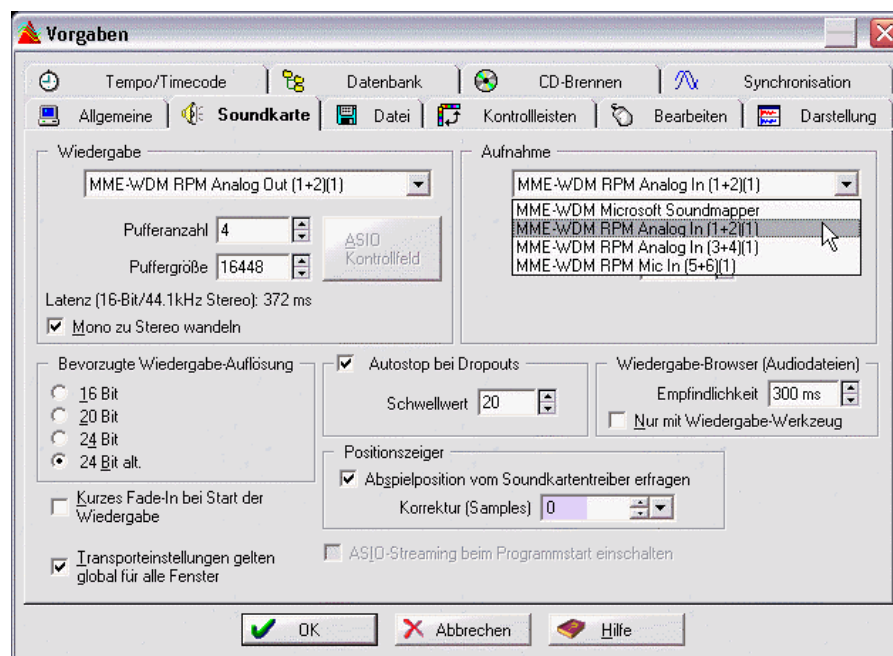 Vorgaben
Tempo/Timecode
Datenbank
CD-Brennen
Synchronisation
Allgemeine
Soundkarte
Datei
Kontrolleisten
Bearbeiten
Darstellung
Wiedergabe
MME-WDM RPM Analog Out (1+2)(1)
Pufferanzahl 4
Puffergröße 16448
ASIO
Kontrollfeld
Latenz (16-Bit/44.1kHz Stereo): 372 ms
Mono zu Stereo wandeln
Aufnahme
MME-WDM RPM Analog In (1+2)(1)
MME-WDM Microsoft Soundmapper
MME-WDM RPM Analog In (1+2)(1)
MME-WDM RPM Analog In (3+4)(1)
MME-WDM RPM Mic In (5+6)(1)
Bevorzugte Wiedergabe-Auflösung
16 Bit
20 Bit
24 Bit
24 Bit alt.
Autostop bei Dropouts
Schwellwert 20
Wiedergabe-Browser (Audiodateien)
Empfindlichkeit 300 ms
Nur mit Wiedergabe-Werkzeug
Positionszeiger
Abspielposition vom Soundkartentreiber erfragen
Korrektur (Samples) 0
Kurzes Fade-In bei Start der
Wiedergabe
Transporteinstellungen gelten
global für alle Fenster
ASIO-Streaming beim Programmstart einschalten
OK
Abbrechen
Hilfe